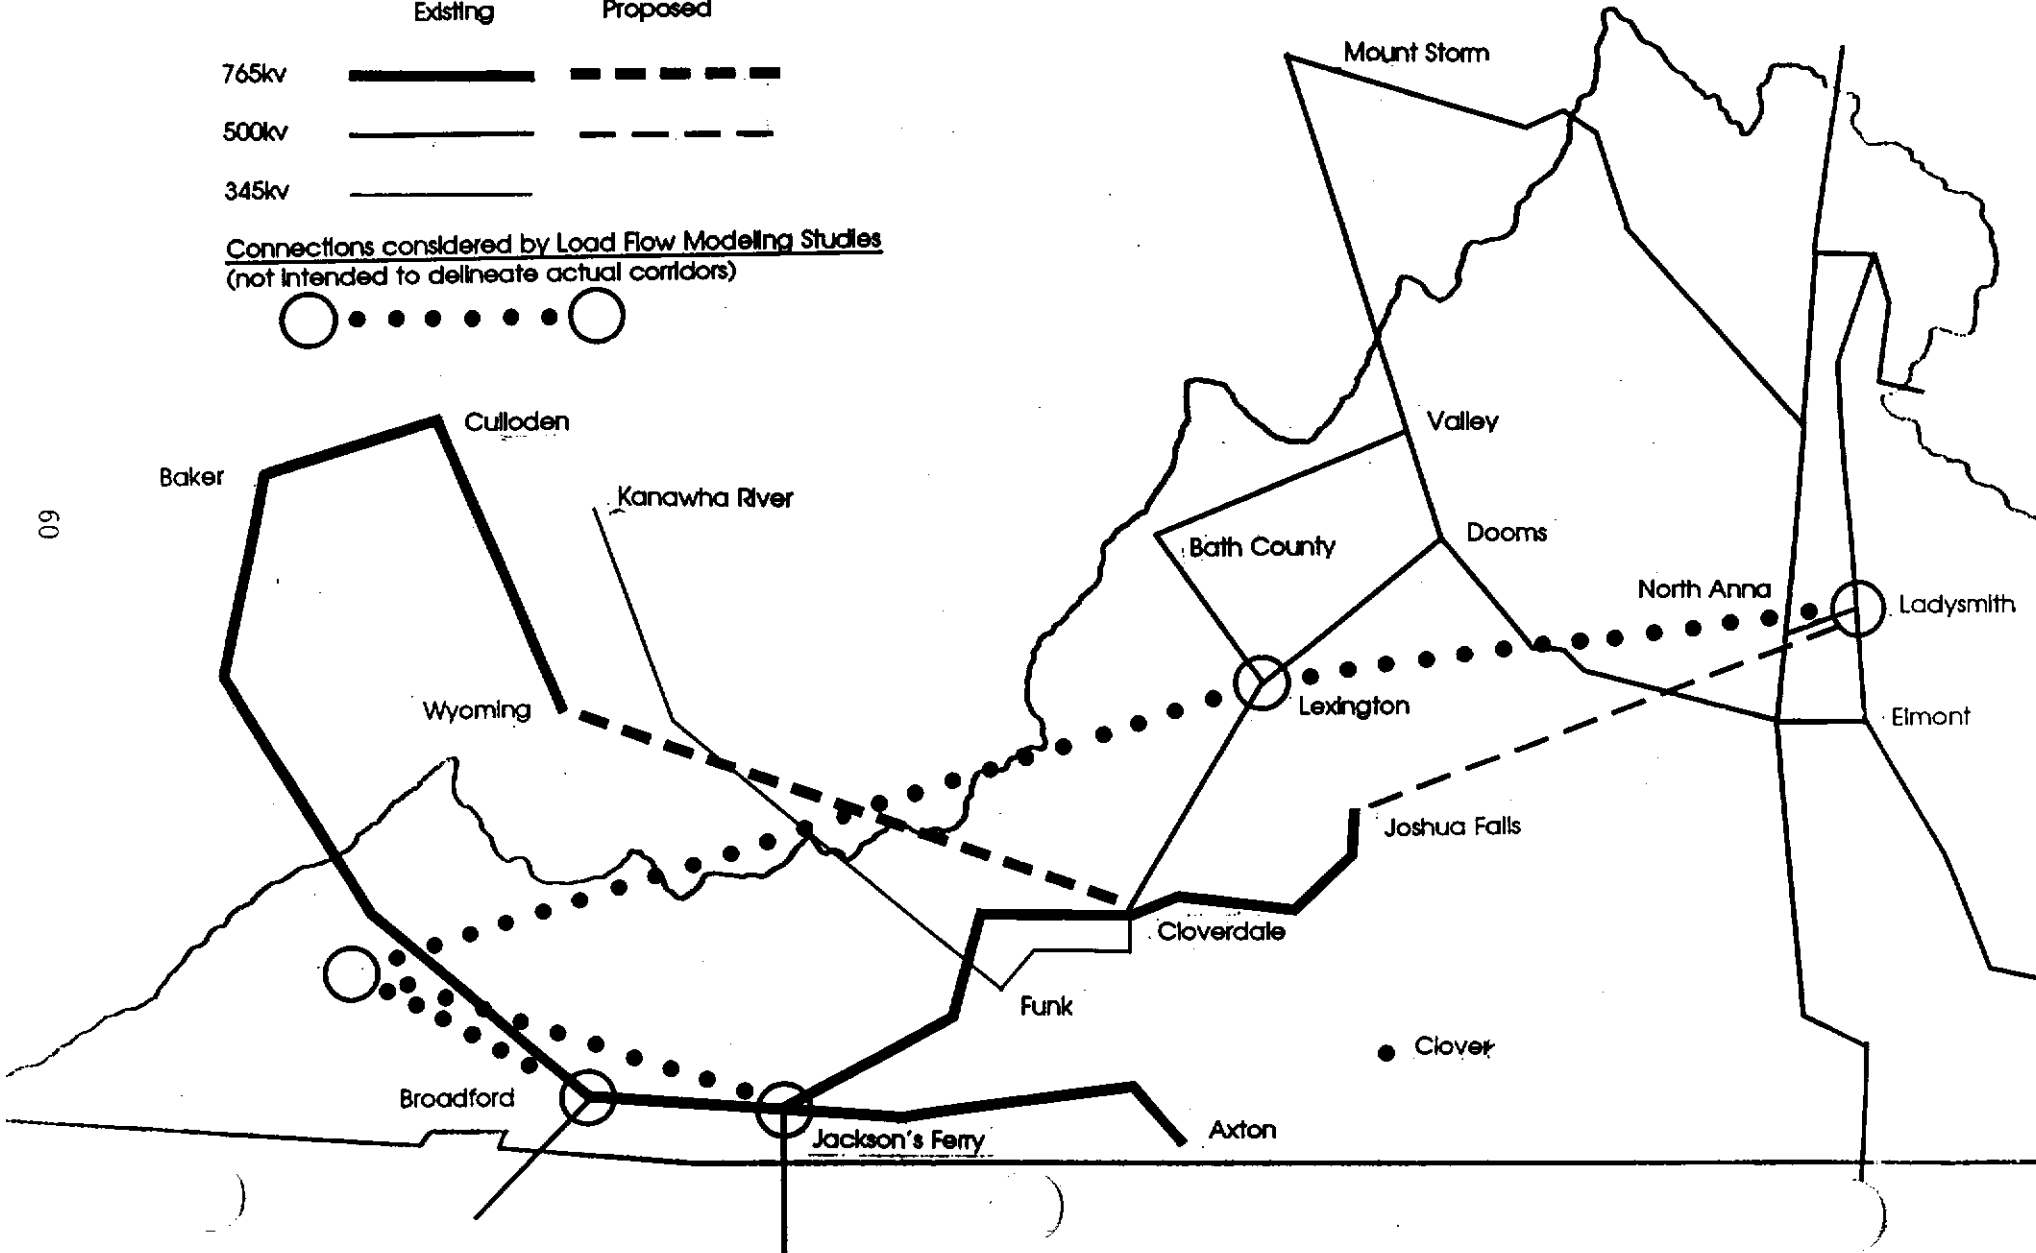 Existing Proposed
765kv
500kv
345kv
Connections considered by Load Flow Modeling Studies
(not intended to delineate actual corridors)
Mount Storm
Culloden
Baker
Kanawha River
Valley
Dooms
Bath County
North Anna
Ladysmith
Wyoming
Lexington
Elmont
Joshua Falls
Cloverdale
Funk
Clover
Broadford
Jackson's Ferry
Axton
60